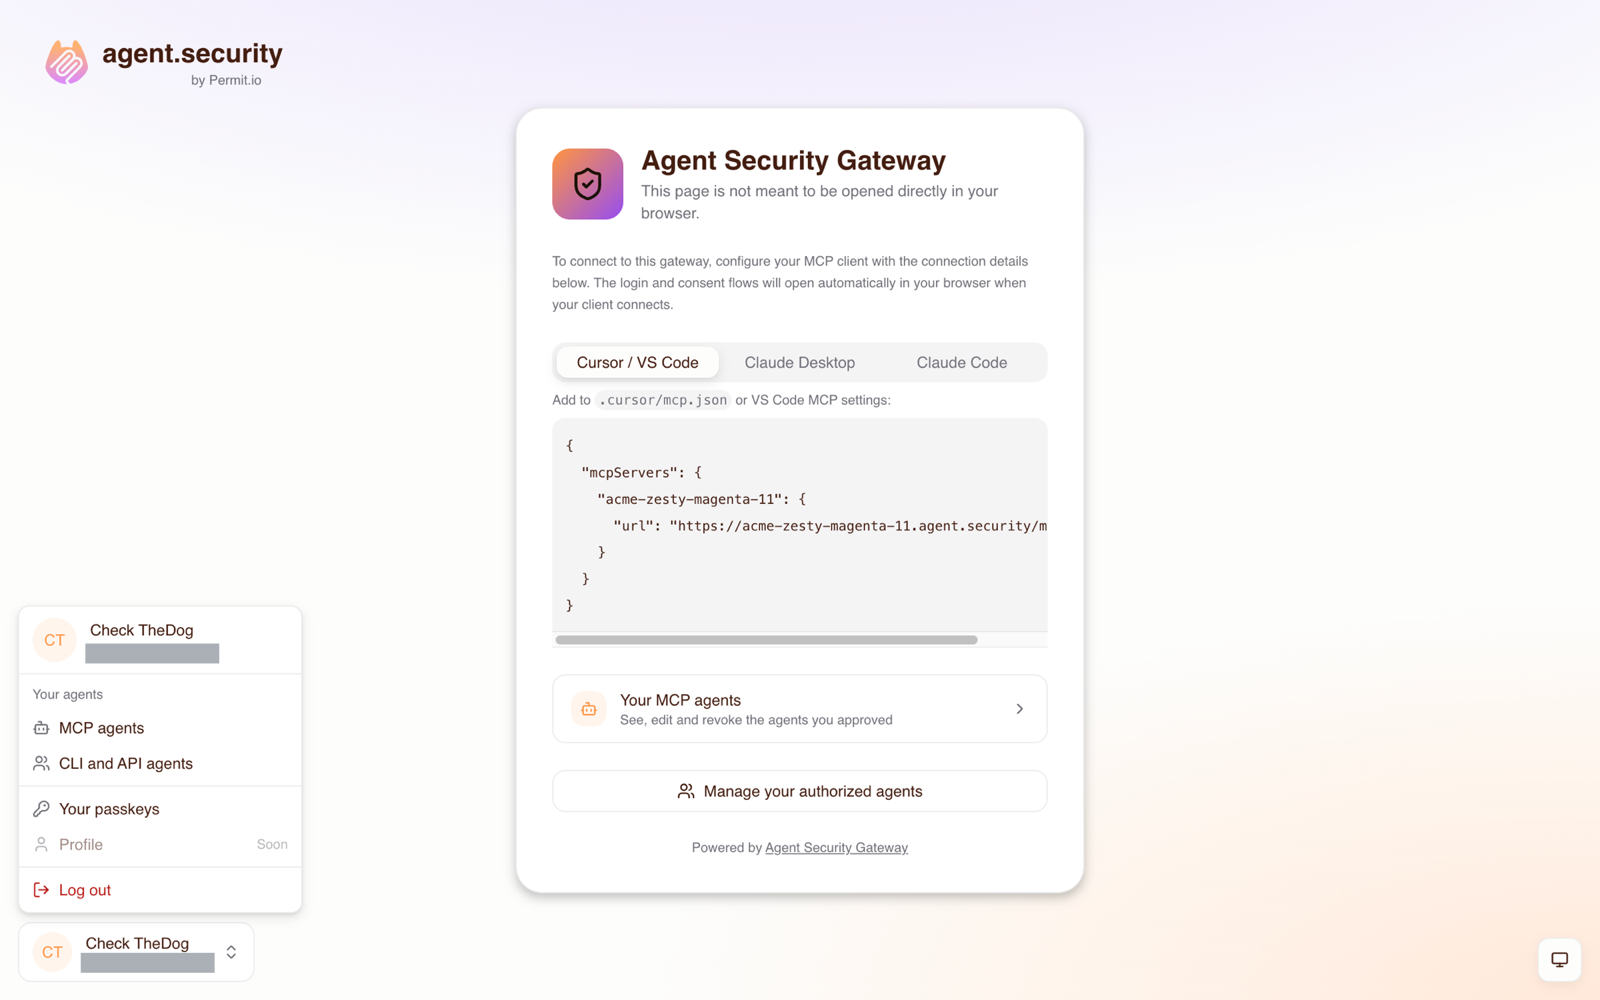 agent.security
by Permit.io
Agent Security Gateway
This page is not meant to be opened directly in your
browser.
To connect to this gateway, configure your MCP client with the connection details
below. The login and consent flows will open automatically in your browser when
your client connects.
Cursor / VS Code
Claude Desktop
Claude Code
Add to .cursor/mcp.json or VS Code MCP settings:
{
"mcpServers": {
"acme-zesty-magenta-11": {
"url": "https://acme-zesty-magenta-11.agent.security/m
}
}
}
Your MCP agents
See, edit and revoke the agents you approved
Manage your authorized agents
Powered by Agent Security Gateway
CT
Check TheDog
Your agents
MCP agents
CLI and API agents
Your passkeys
Profile
Soon
Log out
CT
Check TheDog